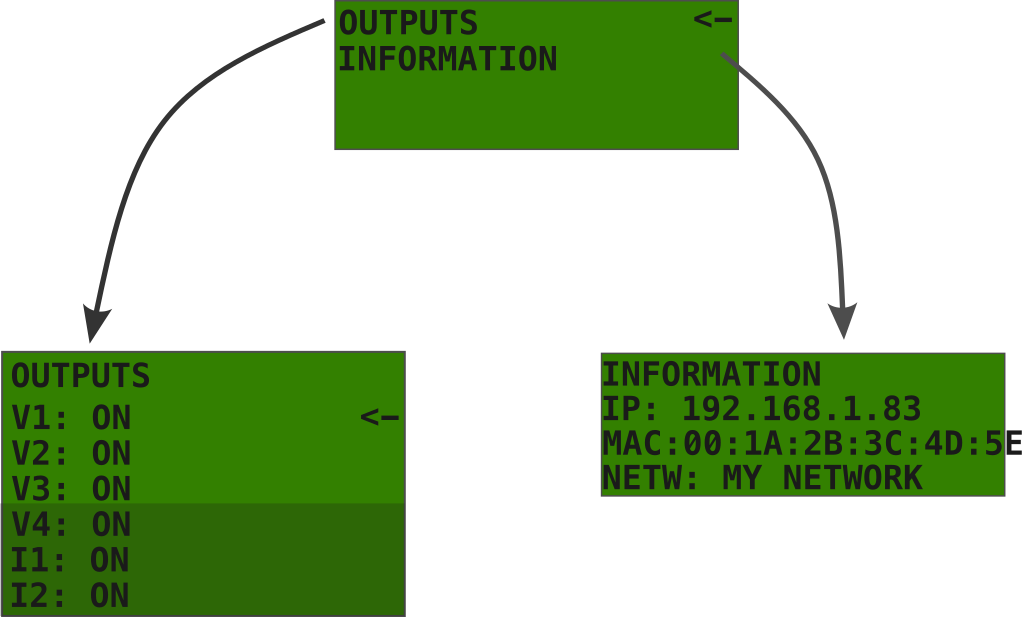 OUTPUTS <-
INFORMATION
OUTPUTS
V1: ON <-
V2: ON
V3: ON
V4: ON
I1: ON
I2: ON
INFORMATION
IP: 192.168.1.83
MAC:00:1A:2B:3C:4D:5E
NETW: MY NETWORK